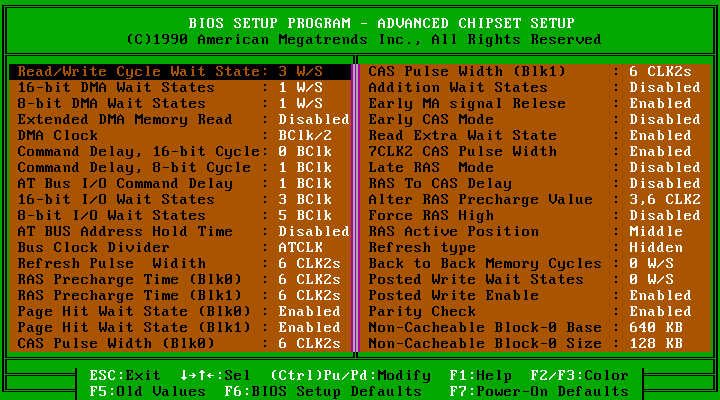 BIOS SETUP PROGRAM - ADVANCED CHIPSET SETUP
(C)1990 American Megatrends Inc., All Rights Reserved
Read/Write Cycle Wait State: 3 W/S
16-bit DMA Wait States : 1 W/S
8-bit DMA Wait States : 1 W/S
Extended DMA Memory Read : Disabled
DMA Clock : BClk/2
Command Delay, 16-bit Cycle: 0 BClk
Command Delay, 8-bit Cycle : 1 BClk
AT Bus I/O Command Delay : 1 BClk
16-bit I/O Wait States : 3 BClk
8-bit I/O Wait States : 5 BClk
AT BUS Address Hold Time : Disabled
Bus Clock Divider : ATCLK
Refresh Pulse Widith : 6 CLK2s
RAS Precharge Time (Blk0) : 6 CLK2s
RAS Precharge Time (Blk1) : 6 CLK2s
Page Hit Wait State (Blk0) : Enabled
Page Hit Wait State (Blk1) : Enabled
CAS Pulse Width (Blk0) : 6 CLK2s
CAS Pulse Width (Blk1) : 6 CLK2s
Addition Wait States : Disabled
Early MA signal Relese : Enabled
Early CAS Mode : Disabled
Read Extra Wait State : Enabled
7CLK2 CAS Pulse Width : Enabled
Late RAS Mode : Disabled
RAS To CAS Delay : Disabled
Alter RAS Precharge Value : 3,6 CLK2
Force RAS High : Disabled
RAS Active Position : Middle
Refresh type : Hidden
Back to Back Memory Cycles : 0 W/S
Posted Write Wait States : 0 W/S
Posted Write Enable : Enabled
Parity Check : Enabled
Non-Cacheable Block-0 Base : 640 KB
Non-Cacheable Block-0 Size : 128 KB
ESC:Exit ↓→↑←:Sel (Ctrl)Pu/Pd:Modify F1:Help F2/F3:Color
F5:Old Values F6:BIOS Setup Defaults F7:Power-On Defaults